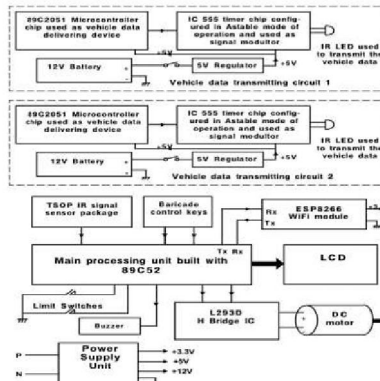 89C2051 Microcontroller
chip used as vehicle data
delivering device
IC 555 timer chip config-
ured in Astable mode of
operation and used as
signal modultor
IR LED used
to transmit the
vehicle data
+5V
12V Battery
5V Regulator
+5V
Vehicle data transmitting circuit 1
89C2051 Microcontroller
chip used as vehicle data
delivering device
IC 555 timer chip config-
ured in Astable mode of
operation and used as
signal modultor
IR LED used
to transmit the
vehicle data
+5V
12V Battery
5V Regulator
+5V
Vehicle data transmitting circuit 2
TSOP IR signal
sensor package
Baricade
control keys
Rx
Tx
ESP8266
WiFi module
Tx Rx
Main processing unit built with
89C52
LCD
Limit Switches
Buzzer
L293D
H Bridge IC
+
-
DC
motor
P
N
Power
Supply
Unit
+3.3V
+5V
+12V